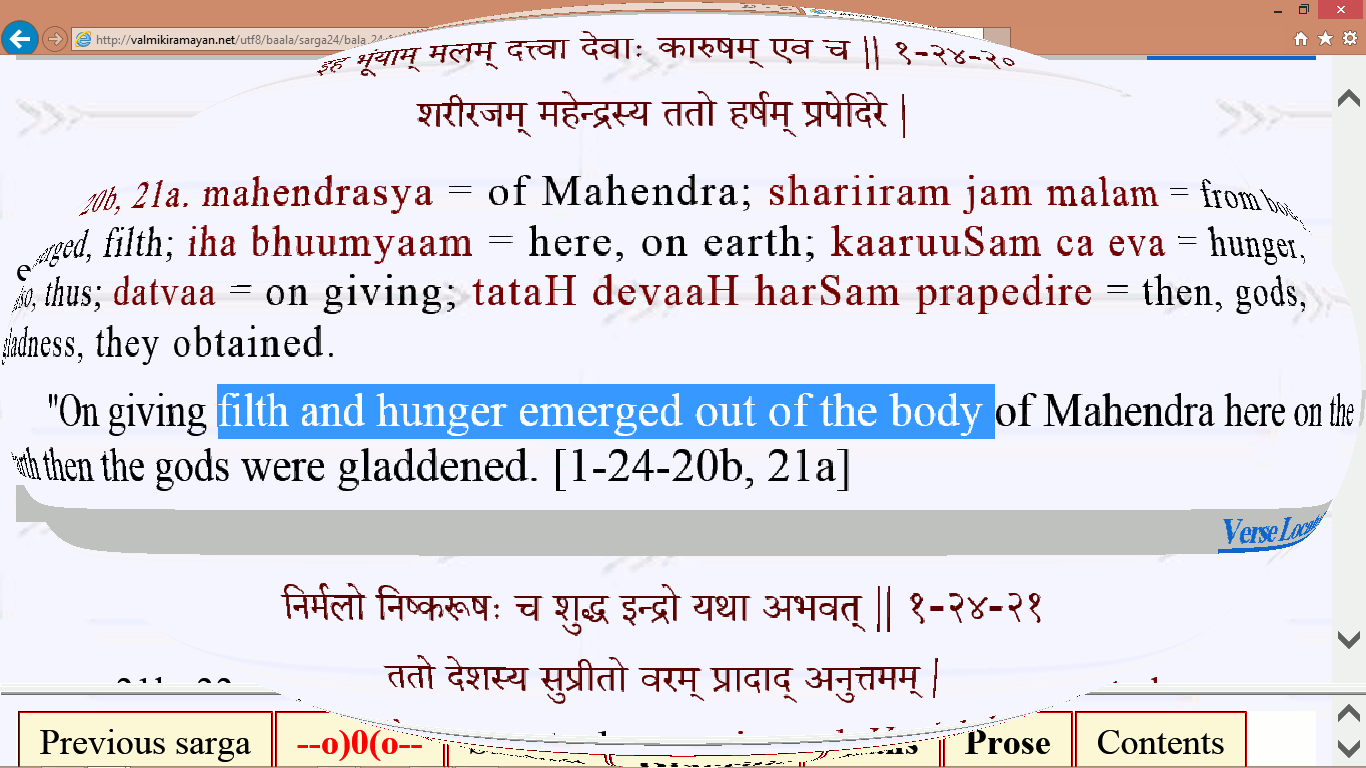 http://valmikiramayan.net/utf8/baala/sarga24/bala_24
इह भूंयाम् मलम् दत्त्वा देवाः कारुषम् एव च || १-२४-२०
शरीरजम् महेन्द्रस्य ततो हर्षम् प्रपेदिरे |
20b, 21a. mahendrasya = of Mahendra; shariiram jam malam = from
emerged, filth; iha bhuumyaam = here, on earth; kaaruuSam ca eva = hunger,
thus; datvaa = on giving; tataH devaaH harSam prapedire = then, gods,
gladness, they obtained.
"On giving filth and hunger emerged out of the body of Mahendra here on the
then the gods were gladdened. [1-24-20b, 21a]
Verse
निर्मलो निष्करूषः च शुद्ध इन्द्रो यथा अभवत् || १-२४-२१
ततो देशस्य सुप्रीतो वरम् प्रादाद् अनुत्तमम् |
Previous sarga --o)0(o-- Prose Contents